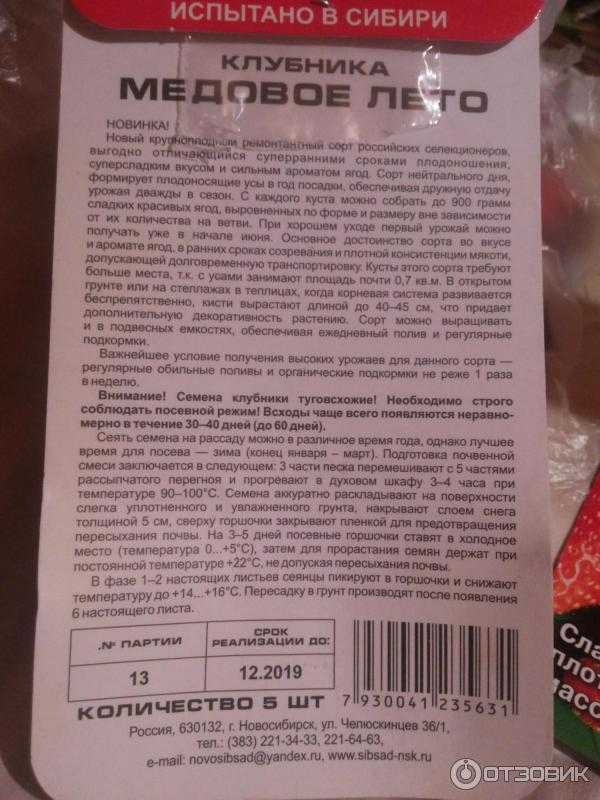 ИСПЫТАНО В СИБИРИ
КЛУБНИКА
МЕДОВОЕ ЛЕТО
НОВИНКА!
Новый крупноплодный ремонтантный сорт российских селекционеров,
выгодно отличающийся суперранними сроками плодоношения,
суперсладким вкусом и сильным ароматом ягод. Сорт нейтрального дня,
формирует плодоносящие усы в год посадки, обеспечивая дружную отдачу
урожая дважды в сезон. С каждого куста можно собрать до 900 грамм
сладких красивых ягод, выровненных по форме и размеру вне зависимости
от их количества на ветви. При хорошем уходе первый урожай можно
получать уже в начале июня. Основное достоинство сорта во вкусе
и аромате ягод, в ранних сроках созревания и плотной консистенции мякоти,
допускающей долговременную транспортировку. Кусты этого сорта требуют
больше места, т.к. с усами занимают площадь почти 0,7 кв.м. В открытом
грунте или на стеллажах в теплицах, когда корневая система развивается
беспрепятственно, кисти вырастают длиной до 40–45 см, что придает
дополнительную декоративность растению. Сорт можно выращивать
и в подвесных емкостях, обеспечивая ежедневный полив и регулярные
подкормки.
Важнейшее условие получения высоких урожаев для данного сорта —
регулярные обильные поливы и органические подкормки не реже 1 раза
в неделю.
Внимание! Семена клубники туговсхожие! Необходимо строго
соблюдать посевной режим! Всходы чаще всего появляются неравно-
мерно в течение 30–40 дней (до 60 дней).
Сеять семена на рассаду можно в различное время года, однако лучшее
время для посева — зима (конец января – март). Подготовка почвенной
смеси заключается в следующем: 3 части песка перемешивают с 5 частями
рассыпчатого перегноя и прогревают в духовом шкафу 3–4 часа при
температуре 90–100°С. Семена аккуратно раскладывают на поверхности
слегка уплотненного и увлажненного грунта, накрывают слоем снега
толщиной 5 см, сверху горшочки закрывают пленкой для предотвращения
пересыхания почвы. На 3–5 дней посевные горшочки ставят в холодное
место (температура 0...+5°С), затем для прорастания семян держат при
постоянной температуре +22°С, не допуская пересыхания почвы.
В фазе 1–2 настоящих листьев сеянцы пикируют в горшочки и снижают
температуру до +14...+16°С. Пересадку в грунт производят после появления
6 настоящего листа.
.№ ПАРТИИ
СРОК
РЕАЛИЗАЦИИ ДО:
13
12.2019
КОЛИЧЕСТВО 5 ШТ
7 930041 235631
Россия, 630132, г. Новосибирск, ул. Челюскинцев 36/1,
тел.: (383) 221-34-33, 221-64-63,
e-mail: novosibsad@yandex.ru, www.sibsad-nsk.ru
Сла
плот
масс
ОТЗОВИК